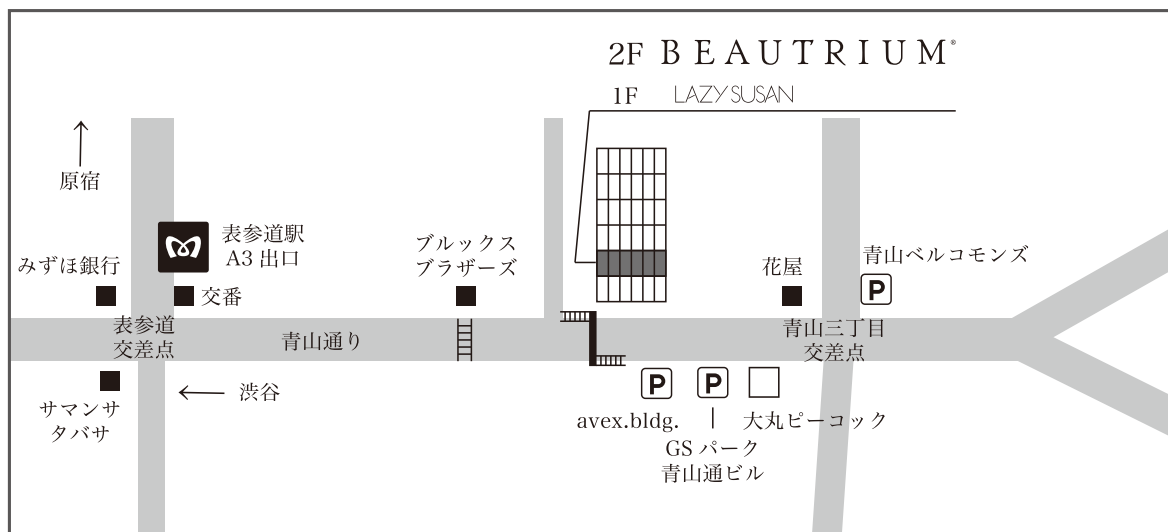 2F BEAUTRIUM®
1F LAZY SUSAN
原宿
表参道駅
A3 出口
みずほ銀行
交番
ブルックス
ブラザーズ
花屋
青山ベルコモンズ
P
表参道
交差点
青山通り
青山三丁目
交差点
サマンサ
タバサ
渋谷
P
P
avex.bldg.
大丸ピーコック
GS パーク
青山通ビル